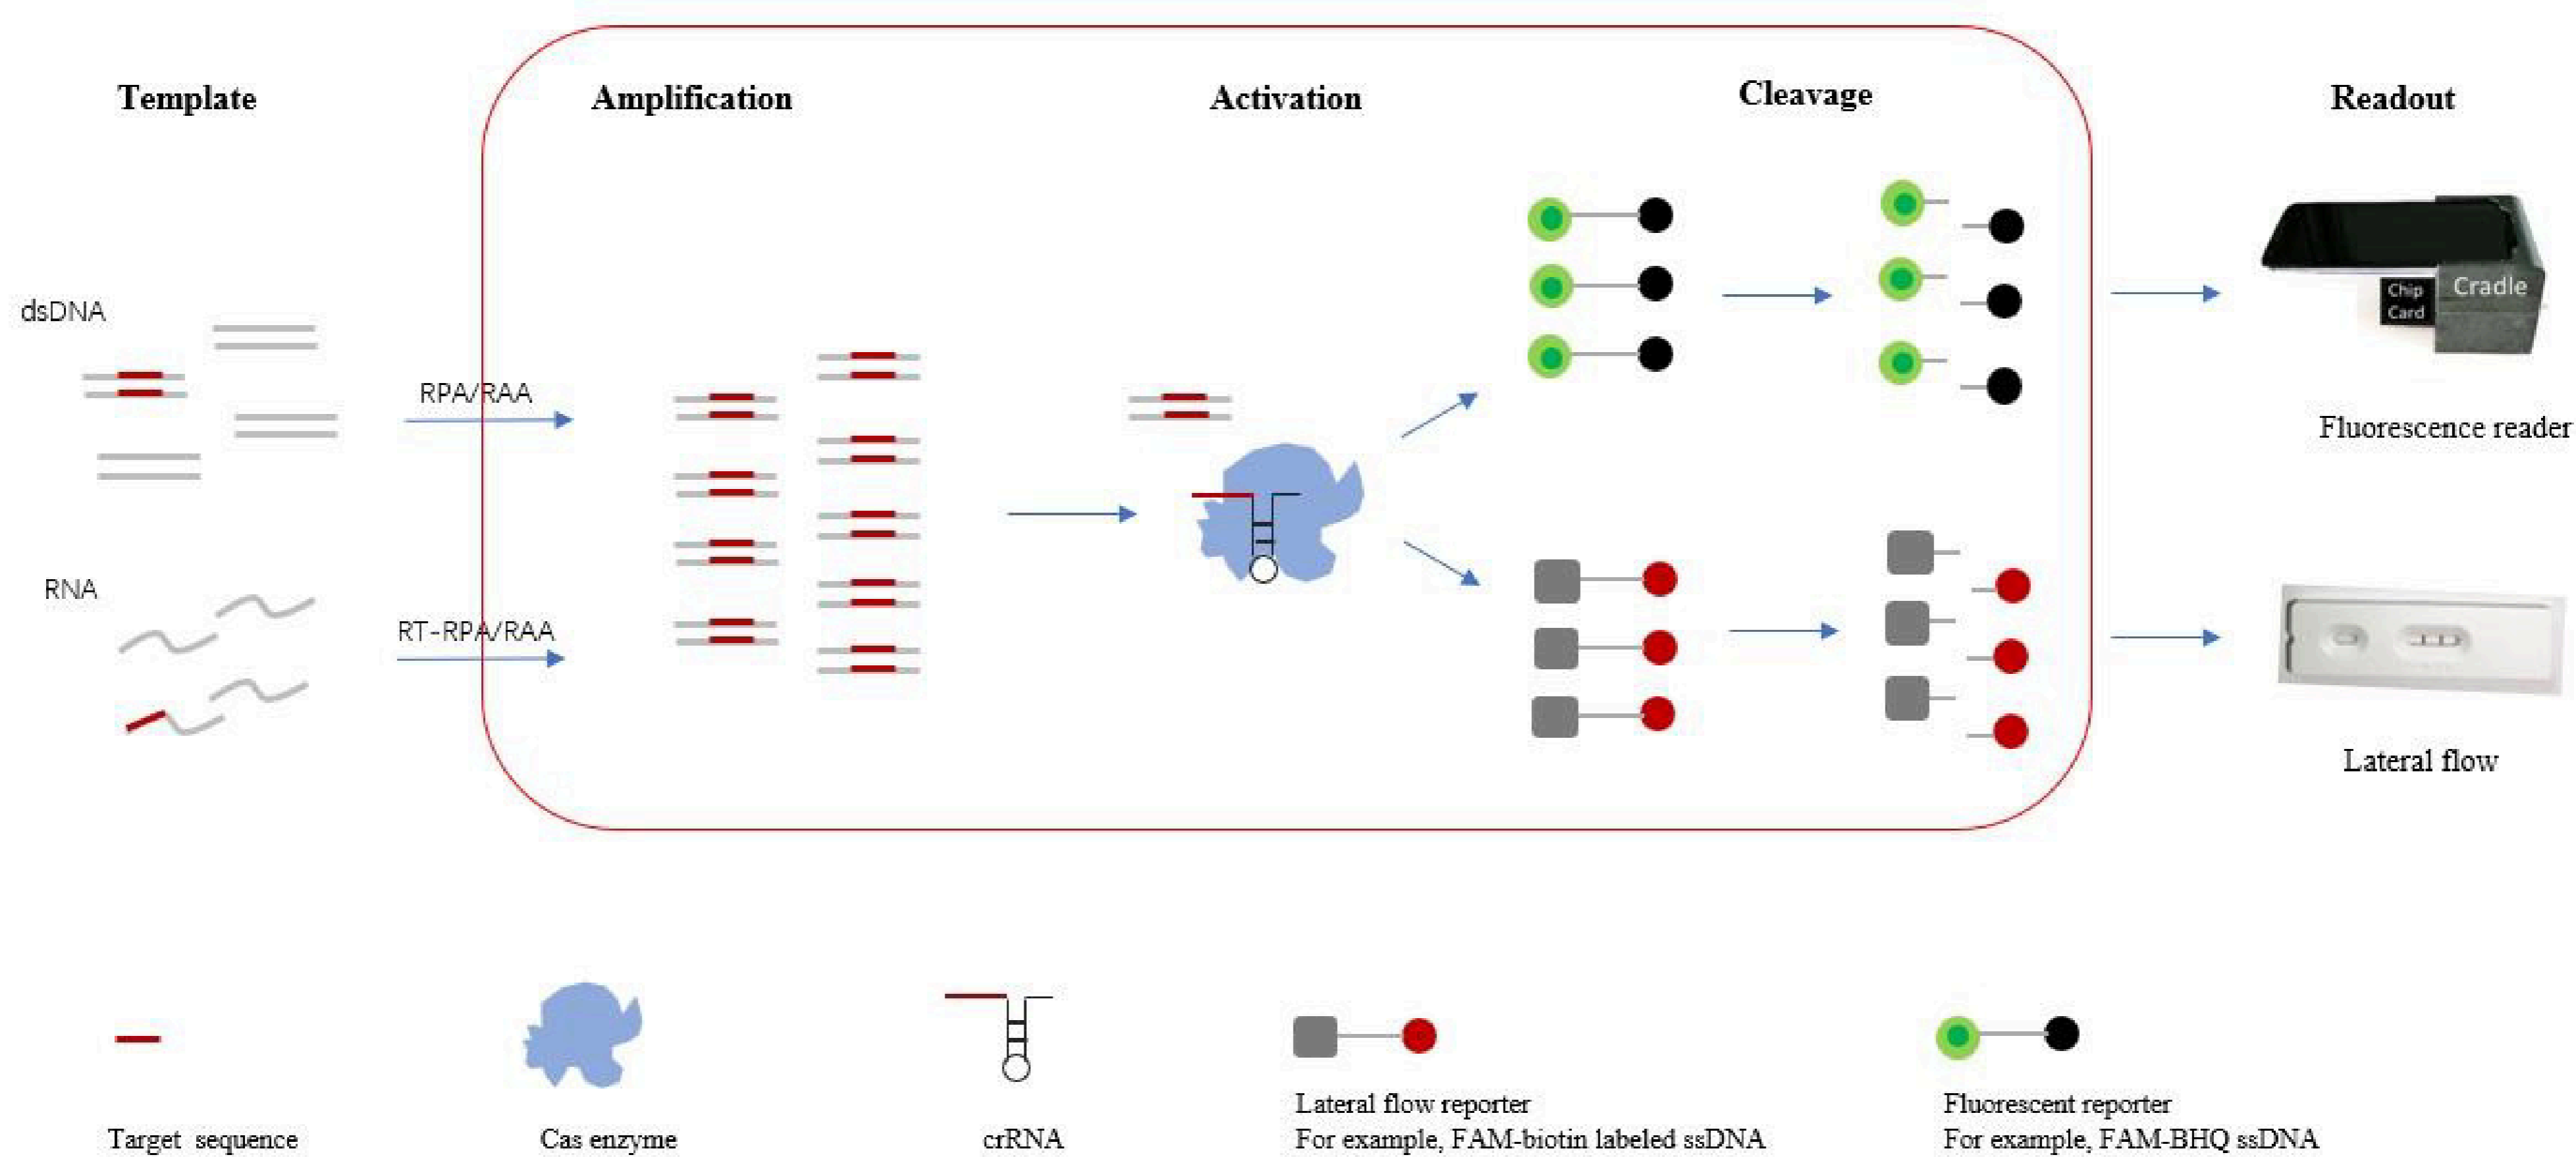 Template
Amplification
Activation
Cleavage
Readout
dsDNA
RPA/RAA
RNA
RT-RPA/RAA
Chip
Card
Cradle
Fluorescence reader
Lateral flow
Target sequence
Cas enzyme
crRNA
Lateral flow reporter
For example, FAM-biotin labeled ssDNA
Fluorescent reporter
For example, FAM-BHQ ssDNA